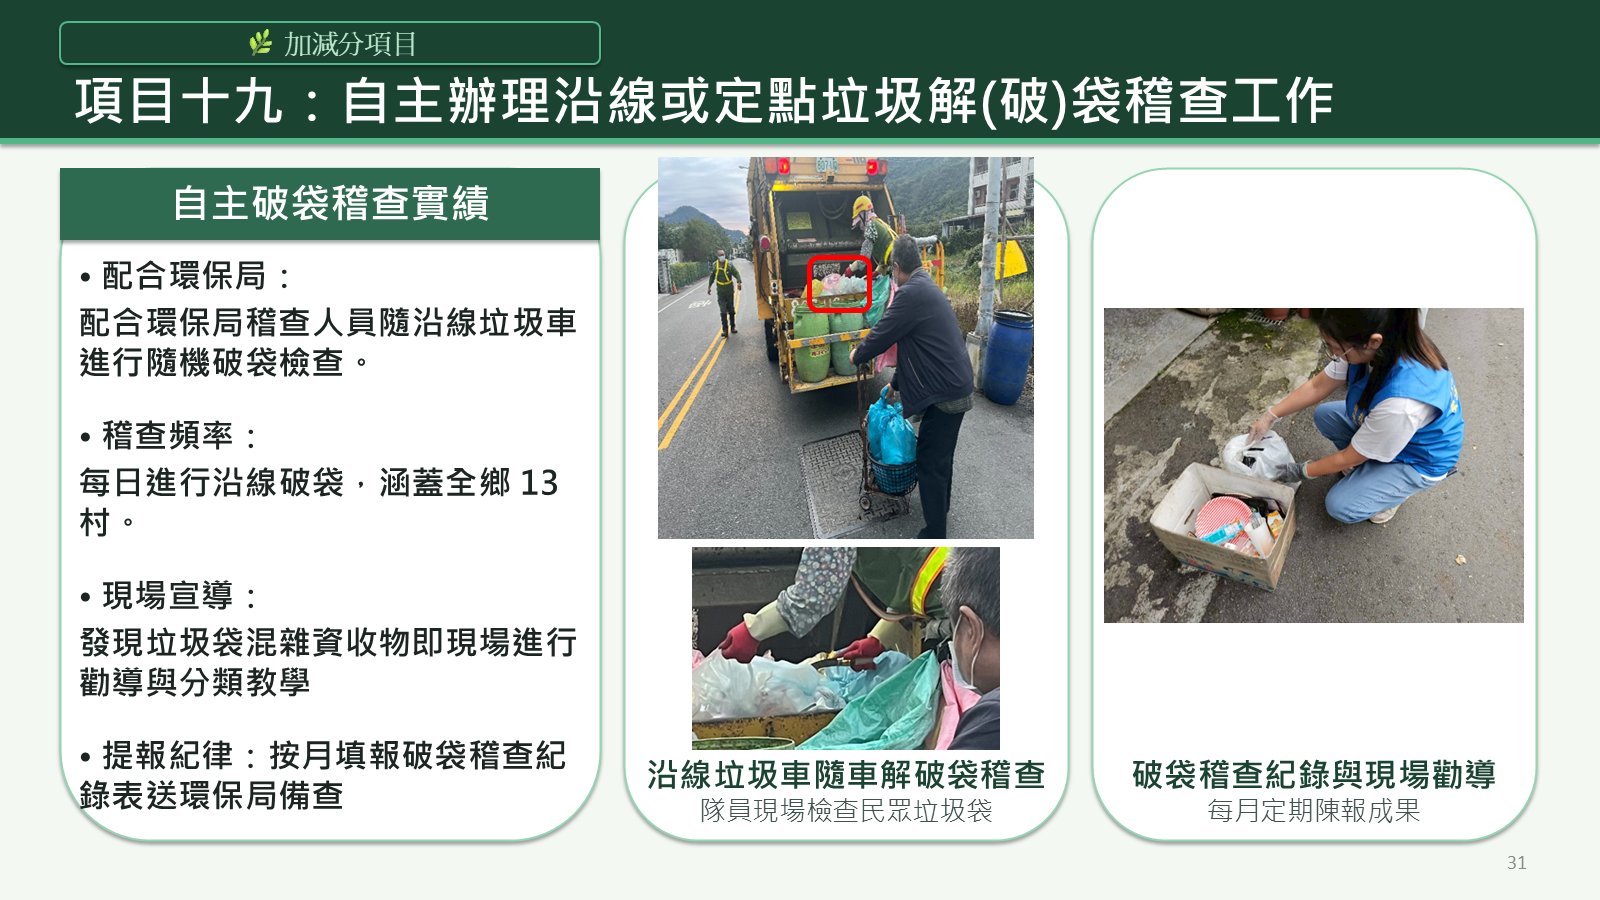 🌿 加減分項目
項目十九：自主辦理沿線或定點垃圾解(破)袋稽查工作
自主破袋稽查實績
• 配合環保局：
配合環保局稽查人員隨沿線垃圾車
進行隨機破袋檢查。
• 稽查頻率：
每日進行沿線破袋，涵蓋全鄉 13
村。
• 現場宣導：
發現垃圾袋混雜資收物即現場進行
勸導與分類教學
• 提報紀律：按月填報破袋稽查紀
錄表送環保局備查
沿線垃圾車隨車解破袋稽查
隊員現場檢查民眾垃圾袋
破袋稽查紀錄與現場勸導
每月定期陳報成果
31